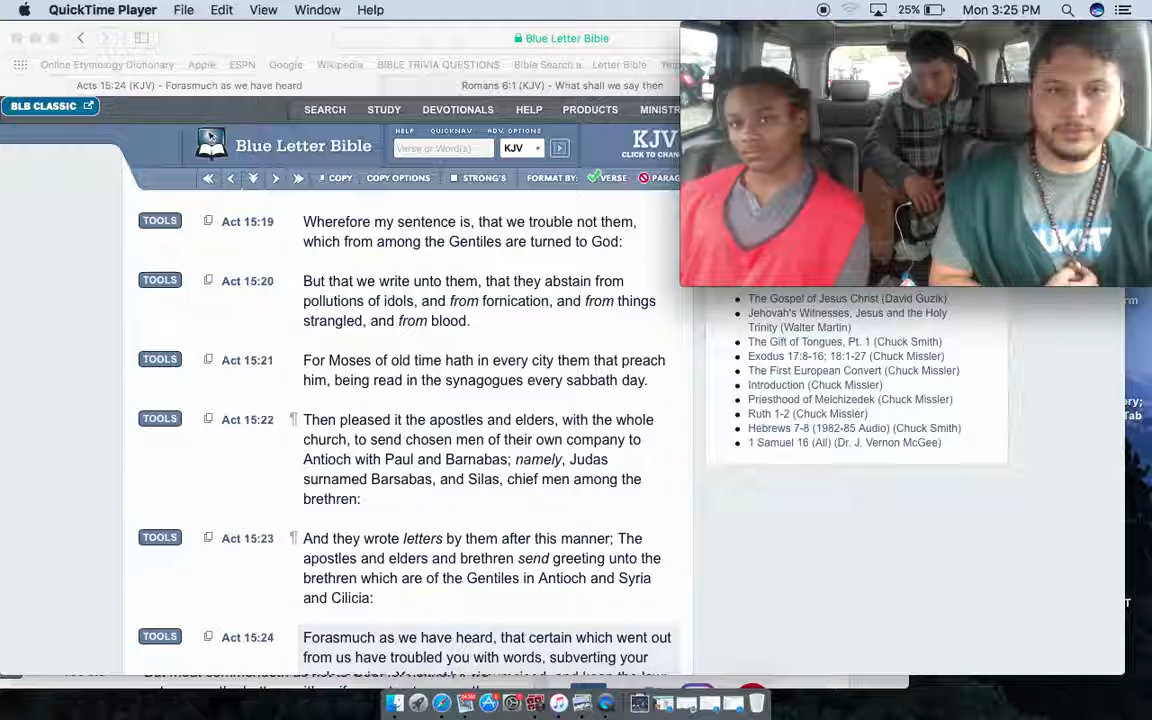 QuickTime Player File Edit View Window Help 25% Mon 3:25 PM
Blue Letter Bible
Online Etymology Dictionary Apple ESPN Google Wikipedia BIBLE TRIVIA QUESTIONS Bible Search a Letter Bible
Acts 15:24 (KJV) - Forasmuch as we have heard Romans 6:1 (KJV) - What shall we say then
BLB CLASSIC SEARCH STUDY DEVOTIONALS HELP PRODUCTS MINISTR
HELP QUICKNAV ADV. OPTIONS
Blue Letter Bible Verse or Word(s) KJV KJV
CLICK TO CHAN
COPY COPY OPTIONS STRONG'S FORMAT BY: VERSE PARAG
TOOLS Act 15:19 Wherefore my sentence is, that we trouble not them,
which from among the Gentiles are turned to God:
TOOLS Act 15:20 But that we write unto them, that they abstain from
pollutions of idols, and from fornication, and from things
strangled, and from blood.
TOOLS Act 15:21 For Moses of old time hath in every city them that preach
him, being read in the synagogues every sabbath day.
TOOLS Act 15:22 ¶ Then pleased it the apostles and elders, with the whole
church, to send chosen men of their own company to
Antioch with Paul and Barnabas; namely, Judas
surnamed Barsabas, and Silas, chief men among the
brethren:
TOOLS Act 15:23 ¶ And they wrote letters by them after this manner; The
apostles and elders and brethren send greeting unto the
brethren which are of the Gentiles in Antioch and Syria
and Cilicia:
TOOLS Act 15:24 Forasmuch as we have heard, that certain which went out
from us have troubled you with words, subverting your
The Gospel of Jesus Christ (David Guzik)
Jehovah's Witnesses, Jesus and the Holy
Trinity (Walter Martin)
The Gift of Tongues, Pt. 1 (Chuck Smith)
Exodus 17:8-16; 18:1-27 (Chuck Missler)
The First European Convert (Chuck Missler)
Introduction (Chuck Missler)
Priesthood of Melchizedek (Chuck Missler)
Ruth 1-2 (Chuck Missler)
Hebrews 7-8 (1982-85 Audio) (Chuck Smith)
1 Samuel 16 (All) (Dr. J. Vernon McGee)
ory;
Tab